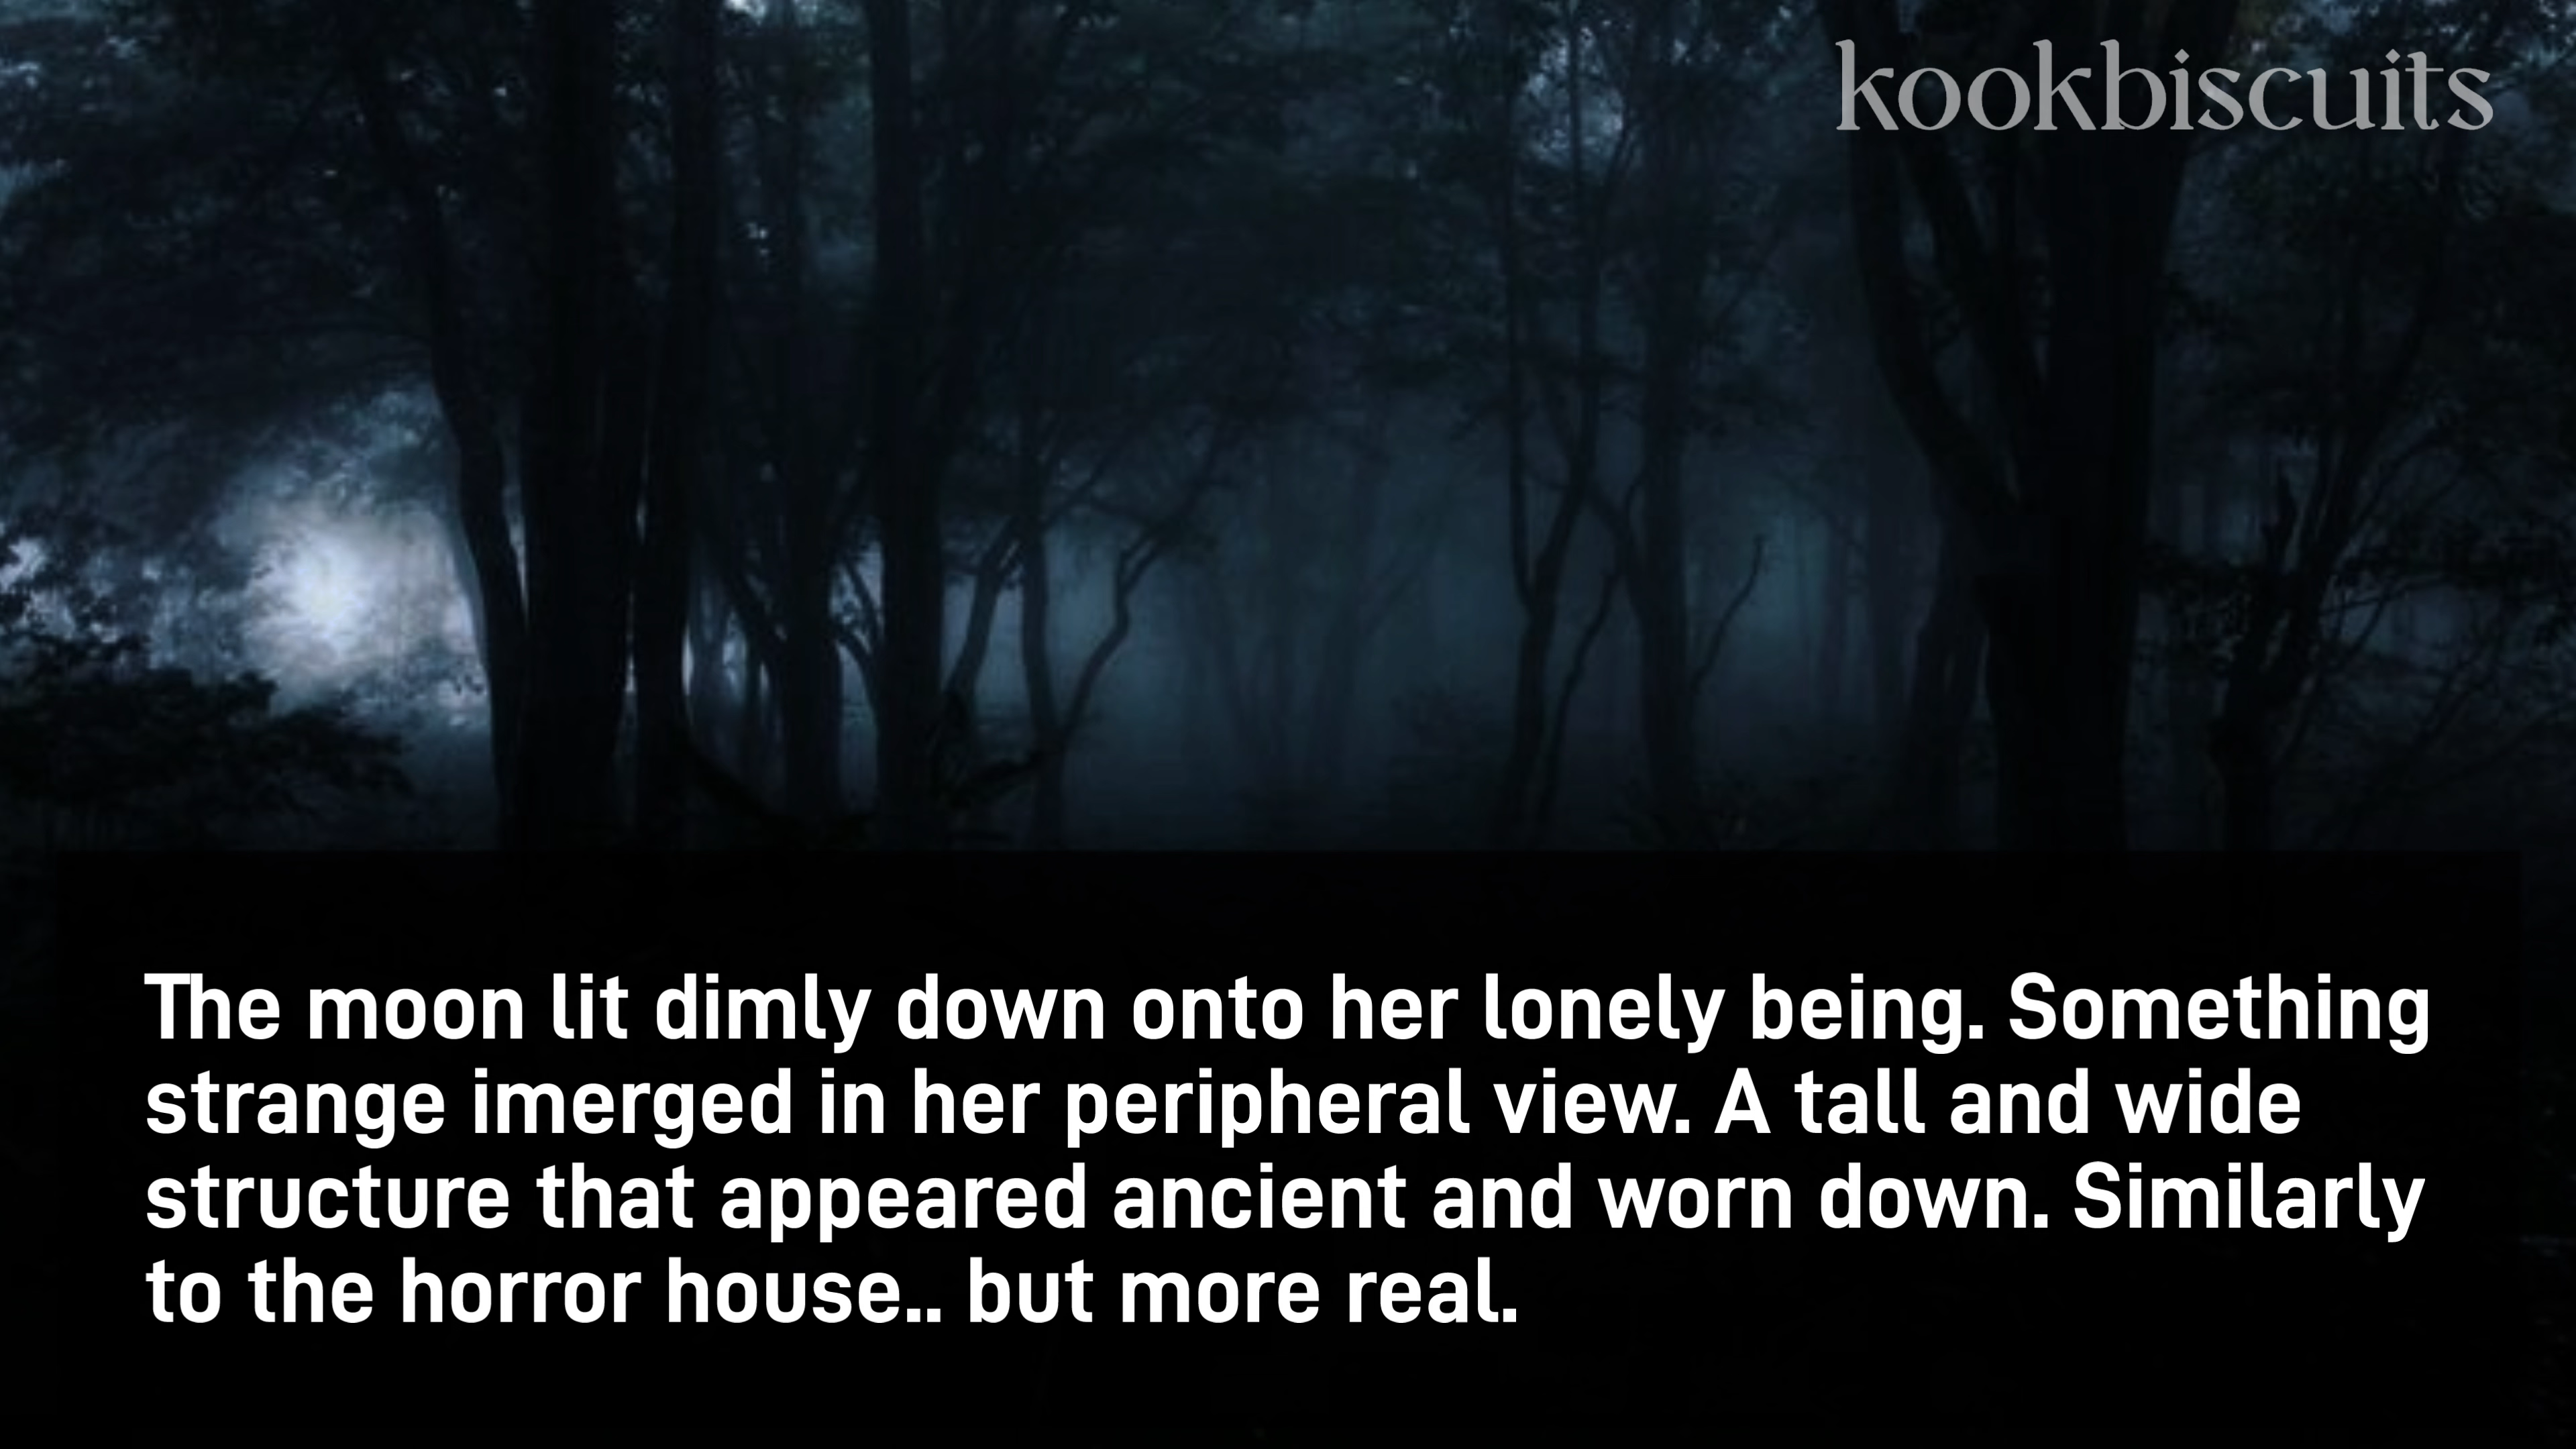 kookbiscuits
The moon lit dimly down onto her lonely being. Something
strange imerged in her peripheral view. A tall and wide
structure that appeared ancient and worn down. Similarly
to the horror house.. but more real.